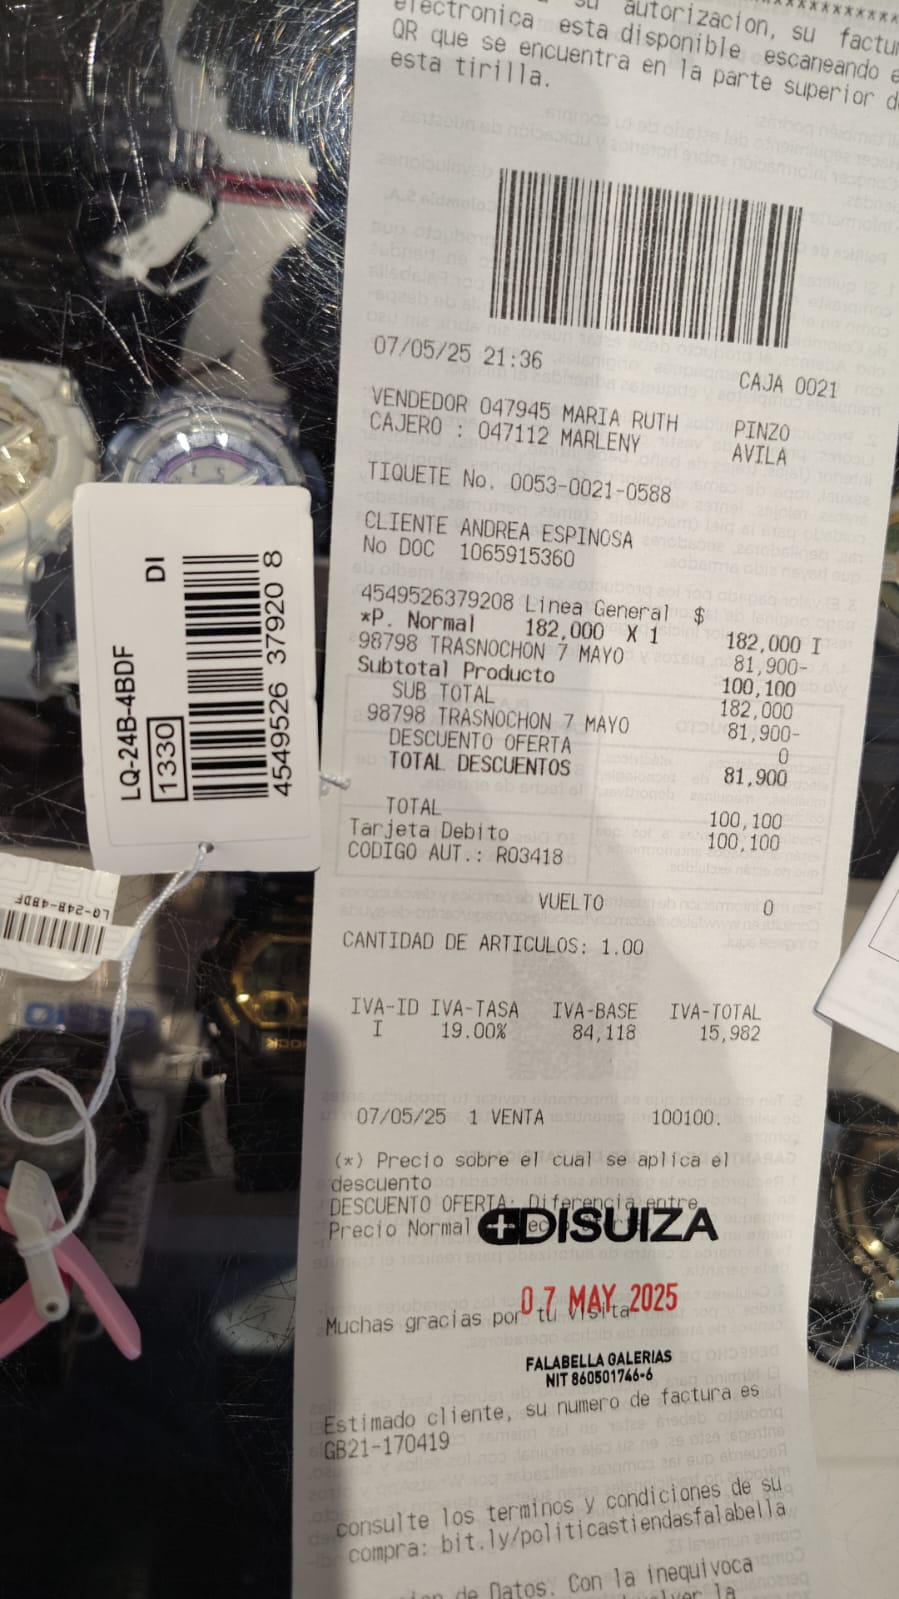 su autorizacion, su factur
electronica esta disponible escaneando e
QR que se encuentra en la parte superior de
esta tirilla.
07/05/25 21:36 CAJA 0021
VENDEDOR 047945 MARIA RUTH PINZO
CAJERO : 047112 MARLENY AVILA
TIQUETE No. 0053-0021-0588
CLIENTE ANDREA ESPINOSA
No DOC 1065915360
4549526379208 Linea General $
*P. Normal 182,000 X 1 182,000 I
98798 TRASNOCHON 7 MAYO 81,900-
Subtotal Producto 100,100
SUB TOTAL 182,000
98798 TRASNOCHON 7 MAYO 81,900-
DESCUENTO OFERTA 0
TOTAL DESCUENTOS 81,900
TOTAL 100,100
Tarjeta Debito 100,100
CODIGO AUT.: R03418
VUELTO 0
CANTIDAD DE ARTICULOS: 1.00
IVA-ID IVA-TASA IVA-BASE IVA-TOTAL
I 19.00% 84,118 15,982
07/05/25 1 VENTA 100100.
(*) Precio sobre el cual se aplica el
descuento
DESCUENTO OFERTA: Diferencia entre
Precio Normal
DISUIZA
07 MAY 2025
Muchas gracias por tu visita
FALABELLA GALERIAS
NIT 860501746-6
Estimado cliente, su numero de factura es
GB21-170419
consulte los terminos y condiciones de su
compra: bit.ly/politicastiendasfalabella
de Datos. Con la inequivoca
la
LQ-24B-4BDF DI
1330
4549526 37920 8
LQ-24B-4BDF
CASIO